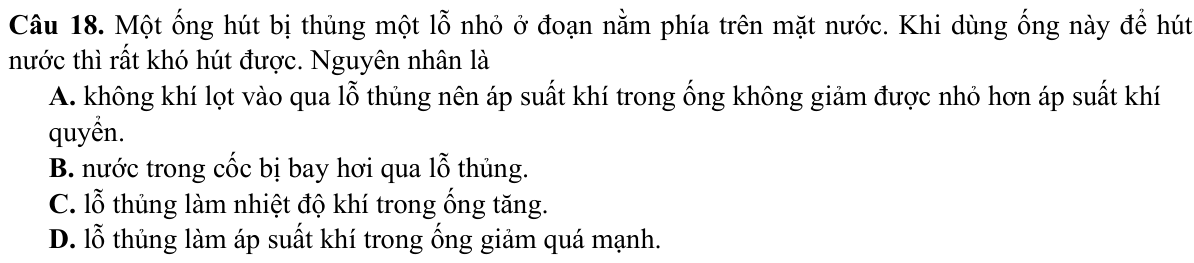 Câu 18. Một ống hút bị thủng một lỗ nhỏ ở đoạn nằm phía trên mặt nước. Khi dùng ống này để hút
nước thì rất khó hút được. Nguyên nhân là
A. không khí lọt vào qua lỗ thủng nên áp suất khí trong ống không giảm được nhỏ hơn áp suất khí
quyển.
B. nước trong cốc bị bay hơi qua lỗ thủng.
C. lỗ thủng làm nhiệt độ khí trong ống tăng.
D. lỗ thủng làm áp suất khí trong ống giảm quá mạnh.